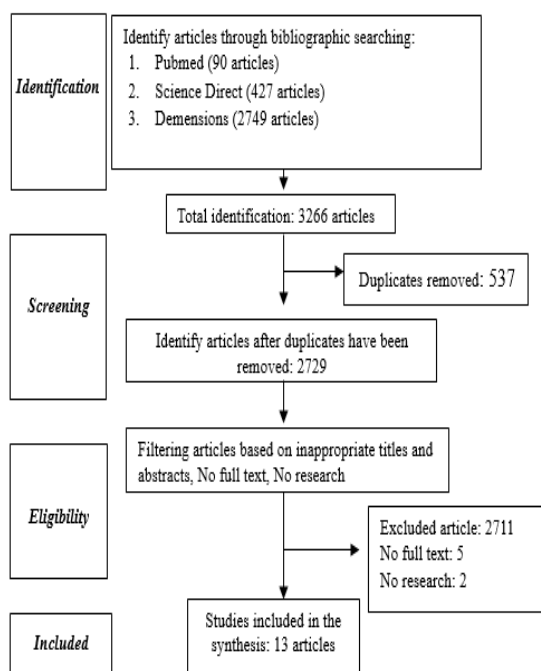 Identification
Identify articles through bibliographic searching:
1. Pubmed (90 articles)
2. Science Direct (427 articles)
3. Demensions (2749 articles)
Total identification: 3266 articles
Screening
Duplicates removed: 537
Identify articles after duplicates have been
removed: 2729
Eligibility
Filtering articles based on inappropriate titles and
abstracts, No full text, No research
Excluded article: 2711
No full text: 5
No research: 2
Included
Studies included in the
synthesis: 13 articles